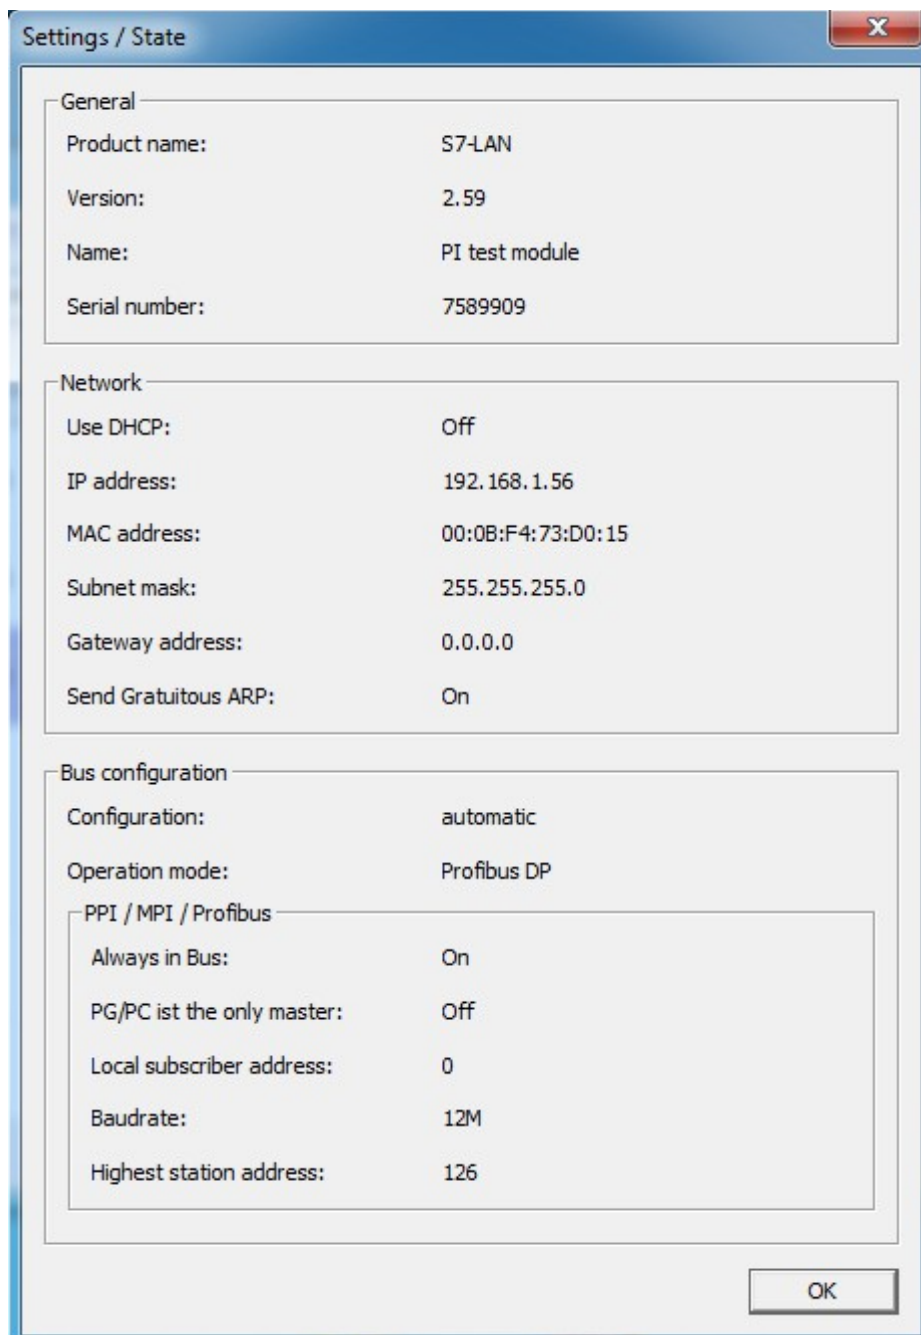 Settings / State
General
Product name: S7-LAN
Version: 2.59
Name: PI test module
Serial number: 7589909
Network
Use DHCP: Off
IP address: 192.168.1.56
MAC address: 00:0B:F4:73:D0:15
Subnet mask: 255.255.255.0
Gateway address: 0.0.0.0
Send Gratuitous ARP: On
Bus configuration
Configuration: automatic
Operation mode: Profibus DP
PPI / MPI / Profibus
Always in Bus: On
PG/PC ist the only master: Off
Local subscriber address: 0
Baudrate: 12M
Highest station address: 126
OK